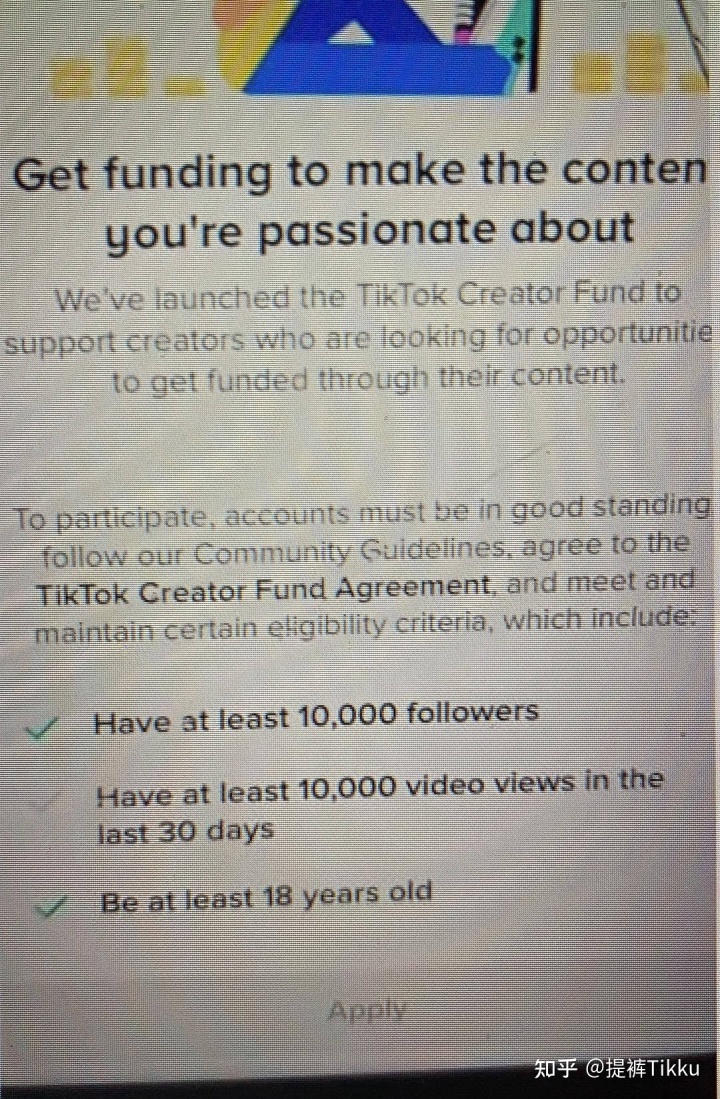 Get funding to make the conten
you're passionate about
We've launched the TikTok Creator Fund to
support creators who are looking for opportunitie
to get funded through their content.
To participate, accounts must be in good standing
follow our Community Guidelines, agree to the
TikTok Creator Fund Agreement, and meet and
maintain certain eligibility criteria, which include:
Have at least 10,000 followers
Have at least 10,000 video views in the
last 30 days
Be at least 18 years old
Apply
知乎 @提裤Tikku